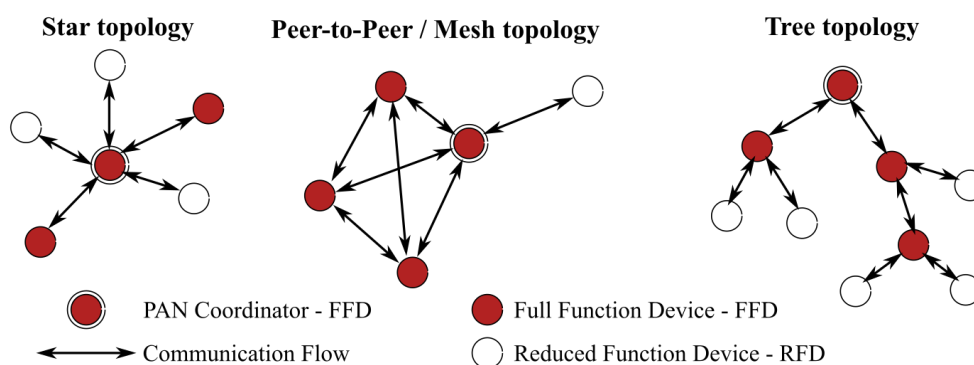 Star topology
Peer-to-Peer / Mesh topology
Tree topology
PAN Coordinator - FFD
Full Function Device - FFD
Communication Flow
Reduced Function Device - RFD